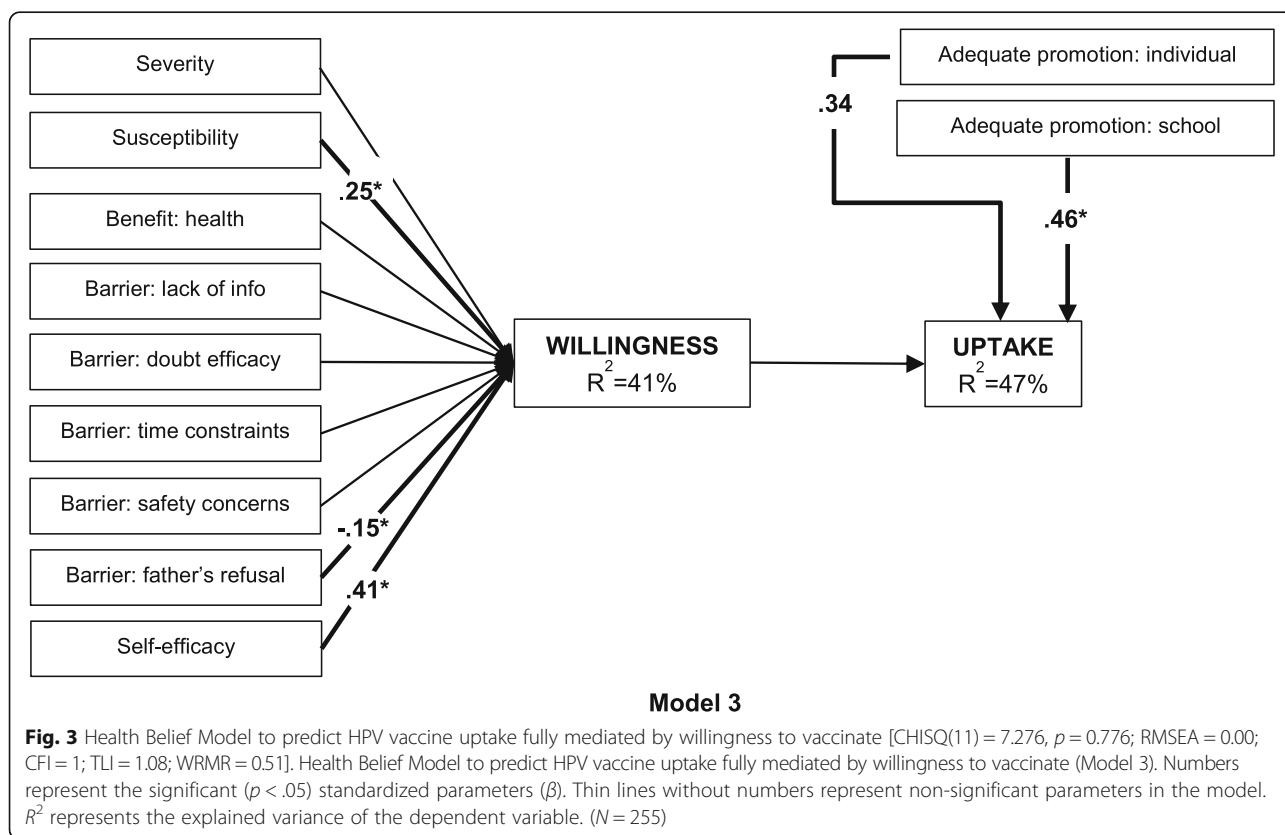 Severity
Susceptibility
Benefit: health
Barrier: lack of info
Barrier: doubt efficacy
Barrier: time constraints
Barrier: safety concerns
Barrier: father's refusal
Self-efficacy
.25*
-.15*
.41*
WILLINGNESS
R²=41%
Adequate promotion: individual
Adequate promotion: school
.34
.46*
UPTAKE
R²=47%
Model 3
Fig. 3 Health Belief Model to predict HPV vaccine uptake fully mediated by willingness to vaccinate [CHISQ(11) = 7.276, p = 0.776; RMSEA = 0.00;
CFI = 1; TLI = 1.08; WRMR = 0.51]. Health Belief Model to predict HPV vaccine uptake fully mediated by willingness to vaccinate (Model 3). Numbers
represent the significant (p < .05) standardized parameters (β). Thin lines without numbers represent non-significant parameters in the model.
R² represents the explained variance of the dependent variable. (N = 255)